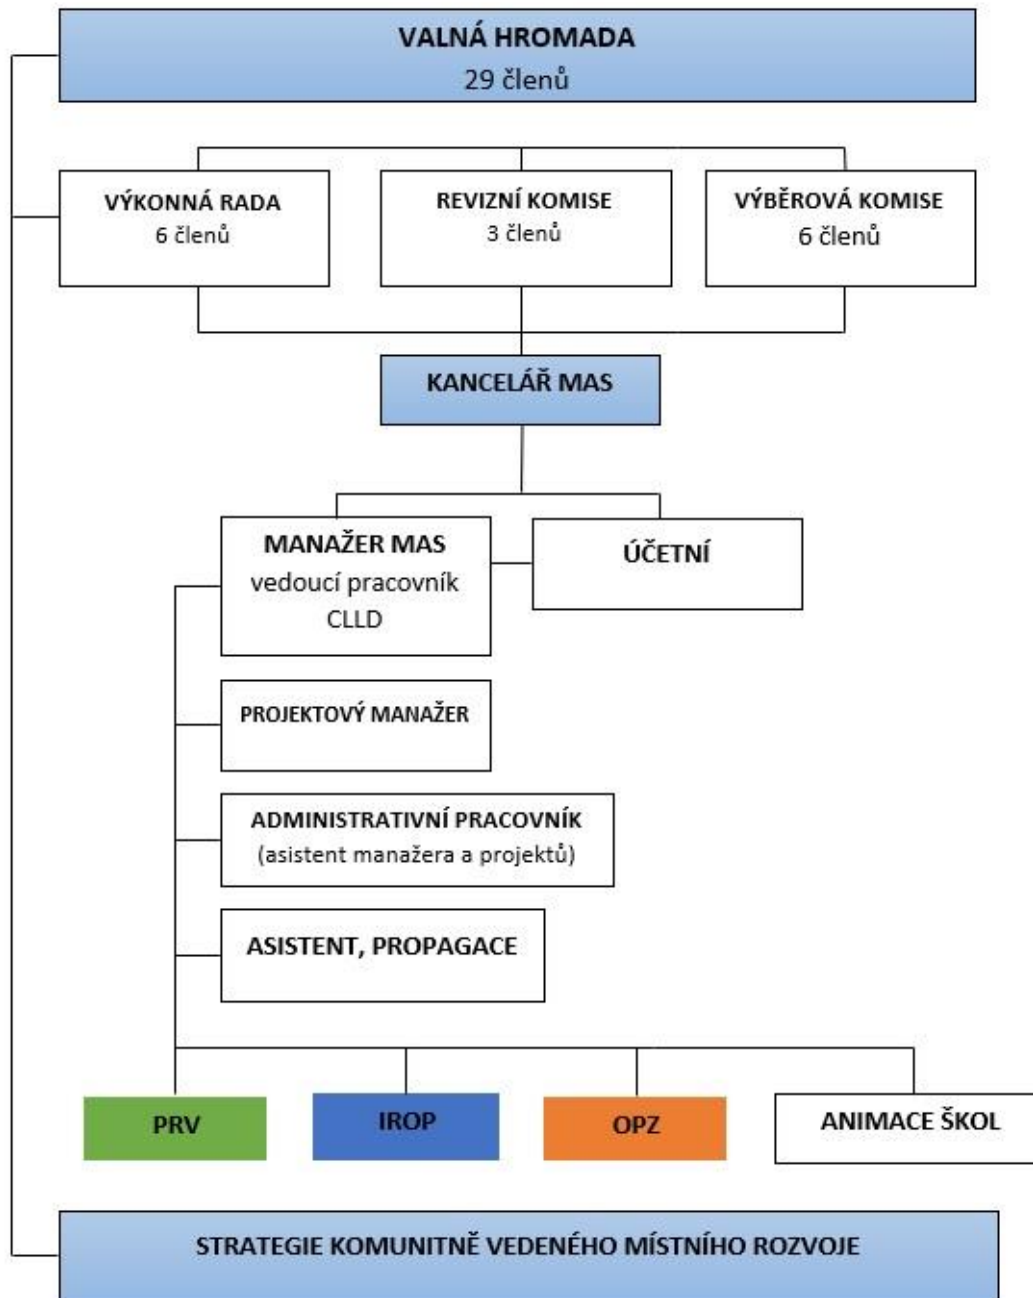 VALNÁ HROMADA
29 členů
VÝKONNÁ RADA
6 členů
REVIZNÍ KOMISE
3 členů
VÝBĚROVÁ KOMISE
6 členů
KANCELÁŘ MAS
MANAŽER MAS
vedoucí pracovník
CLLD
ÚČETNÍ
PROJEKTOVÝ MANAŽER
ADMINISTRATIVNÍ PRACOVNÍK
(asistent manažera a projektů)
ASISTENT, PROPAGACE
PRV
IROP
OPZ
ANIMACE ŠKOL
STRATEGIE KOMUNITNĚ VEDENÉHO MÍSTNÍHO ROZVOJE